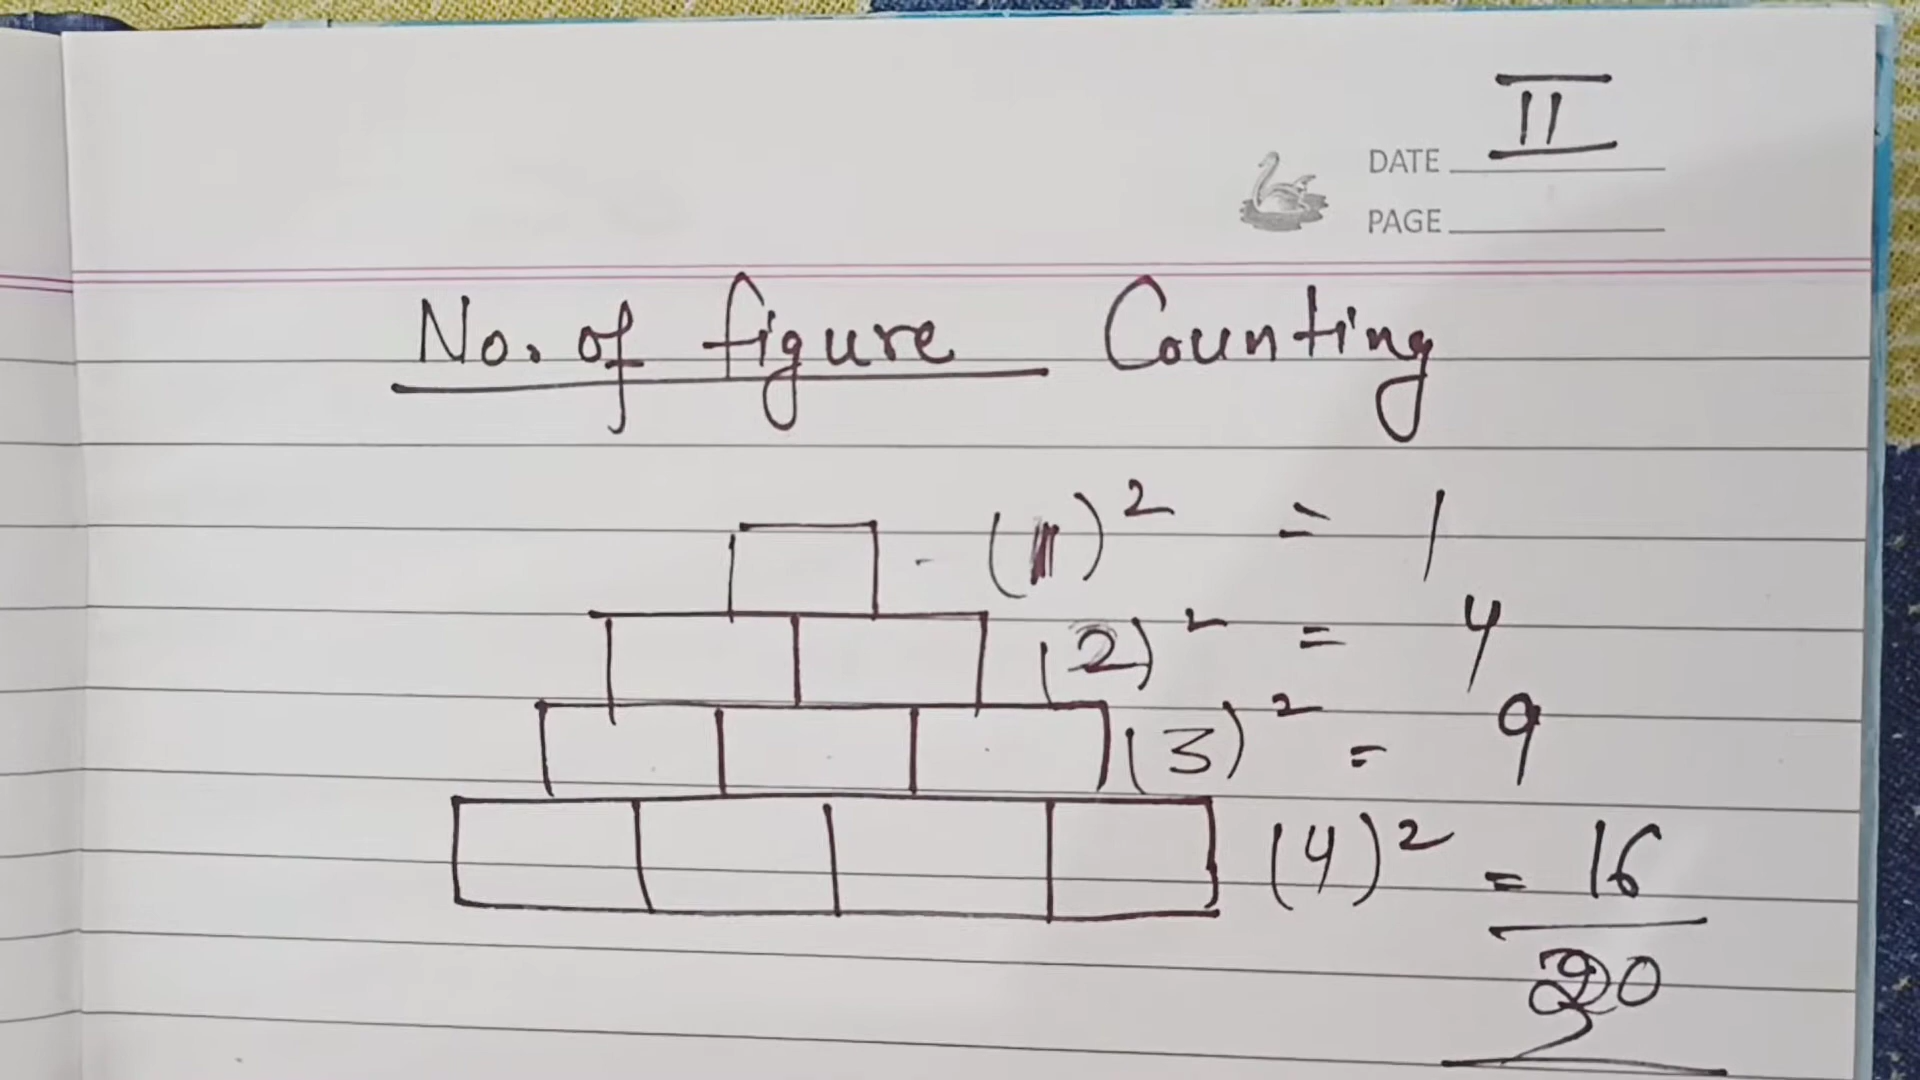 II
DATE
PAGE
No. of figure Counting
(1)² = 1
(2)² = 4
(3)² = 9
(4)² = 16